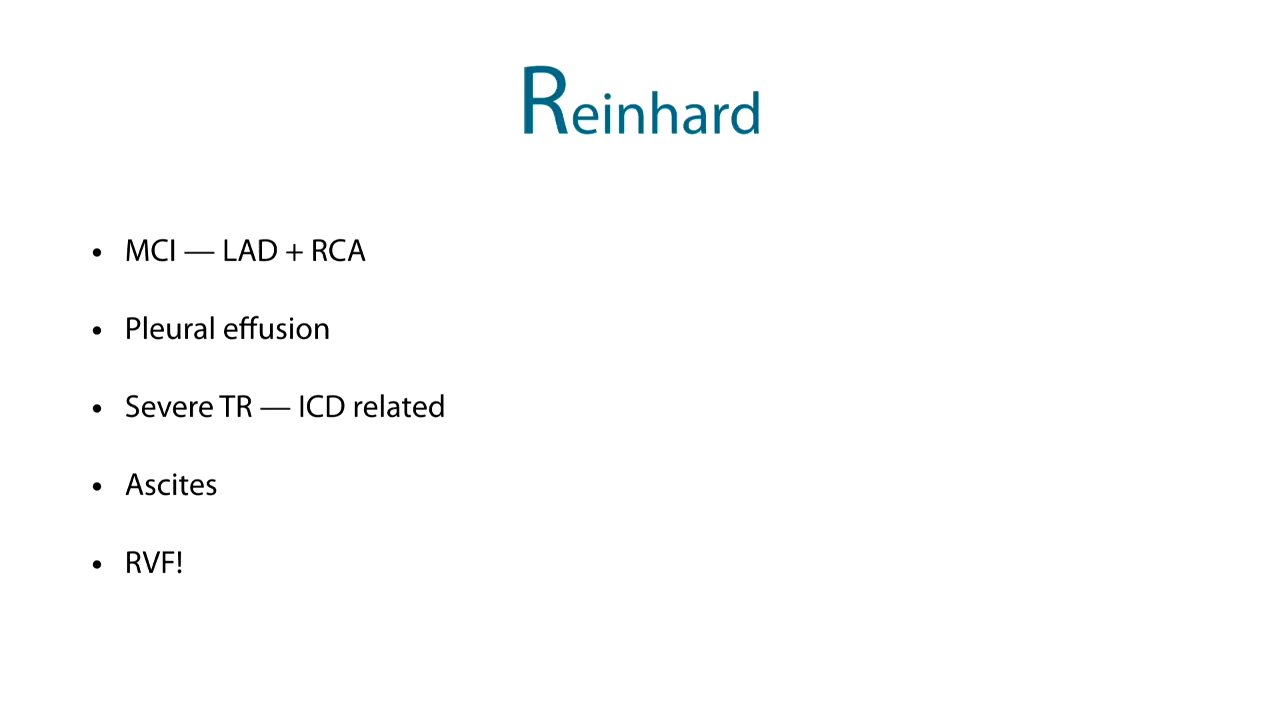 Reinhard
• MCI — LAD + RCA
• Pleural effusion
• Severe TR — ICD related
• Ascites
• RVF!